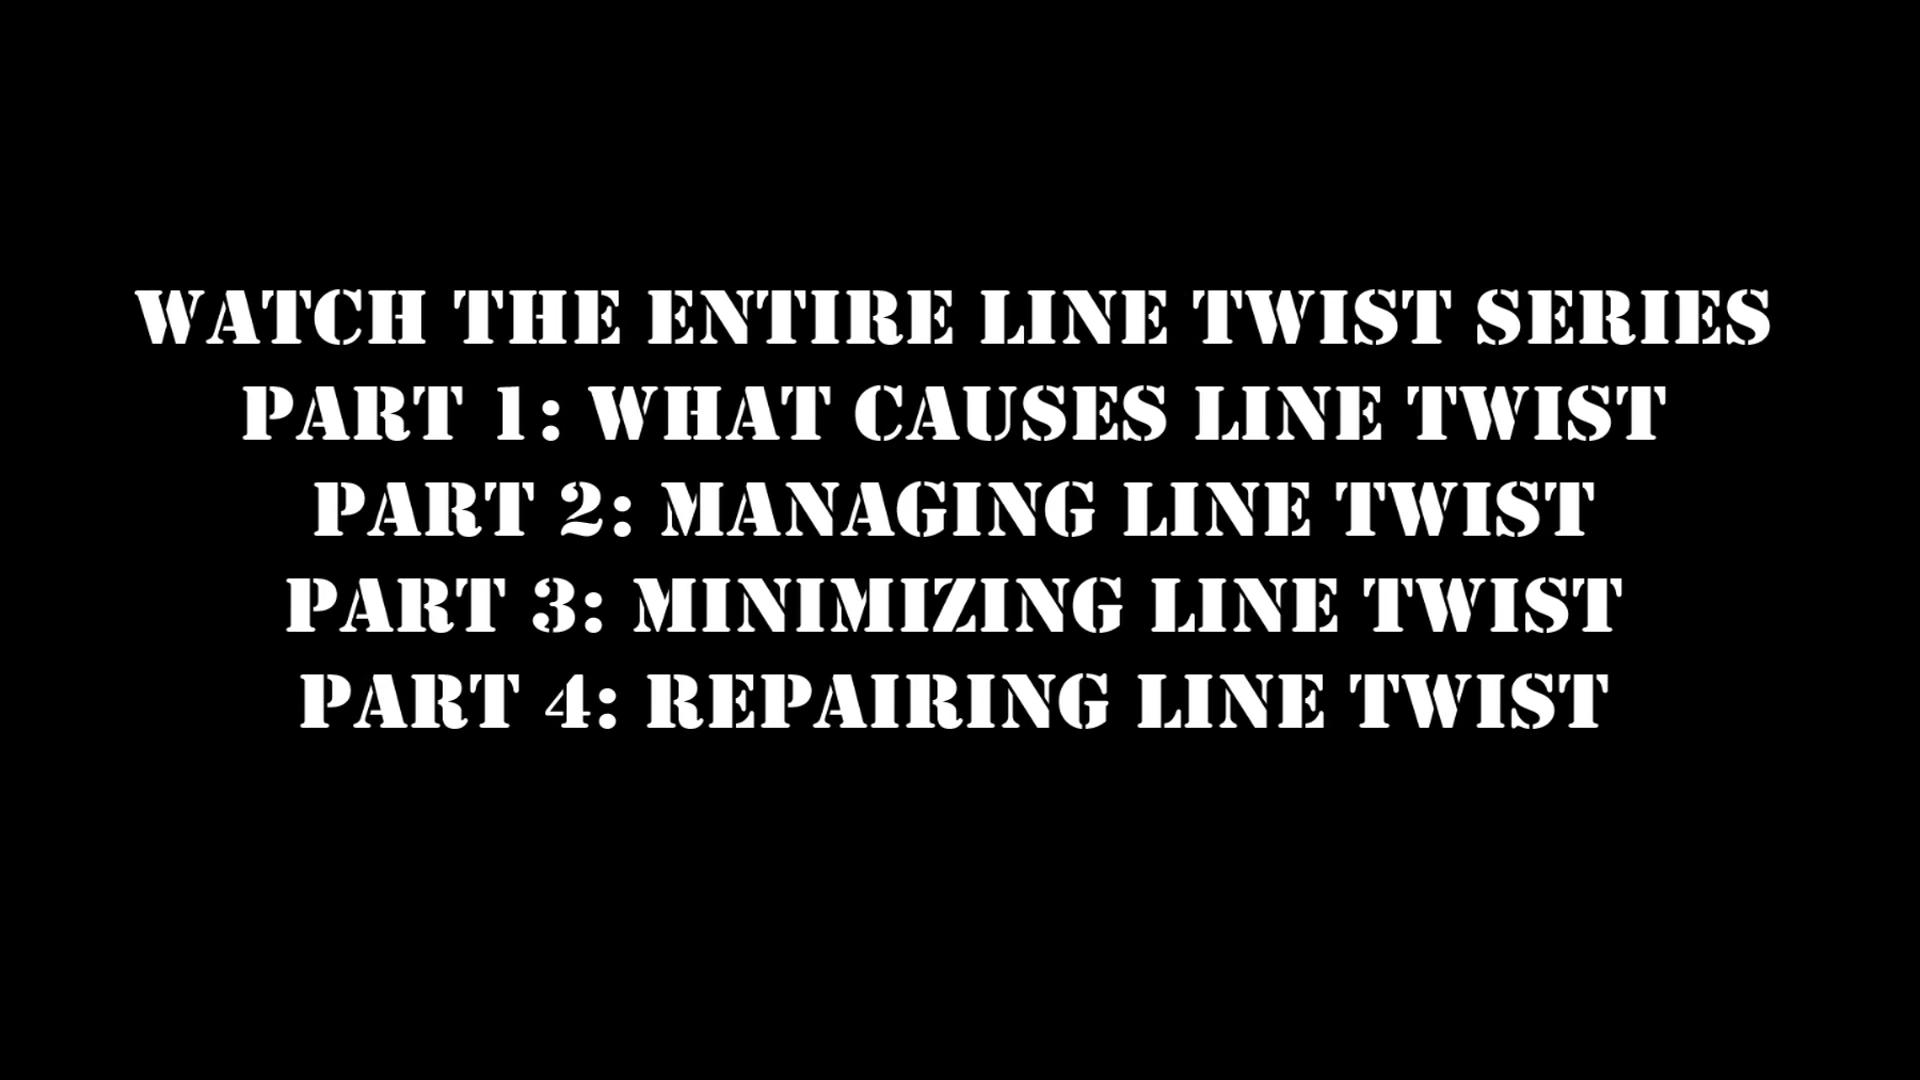 WATCH THE ENTIRE LINE TWIST SERIES
PART 1: WHAT CAUSES LINE TWIST
PART 2: MANAGING LINE TWIST
PART 3: MINIMIZING LINE TWIST
PART 4: REPAIRING LINE TWIST